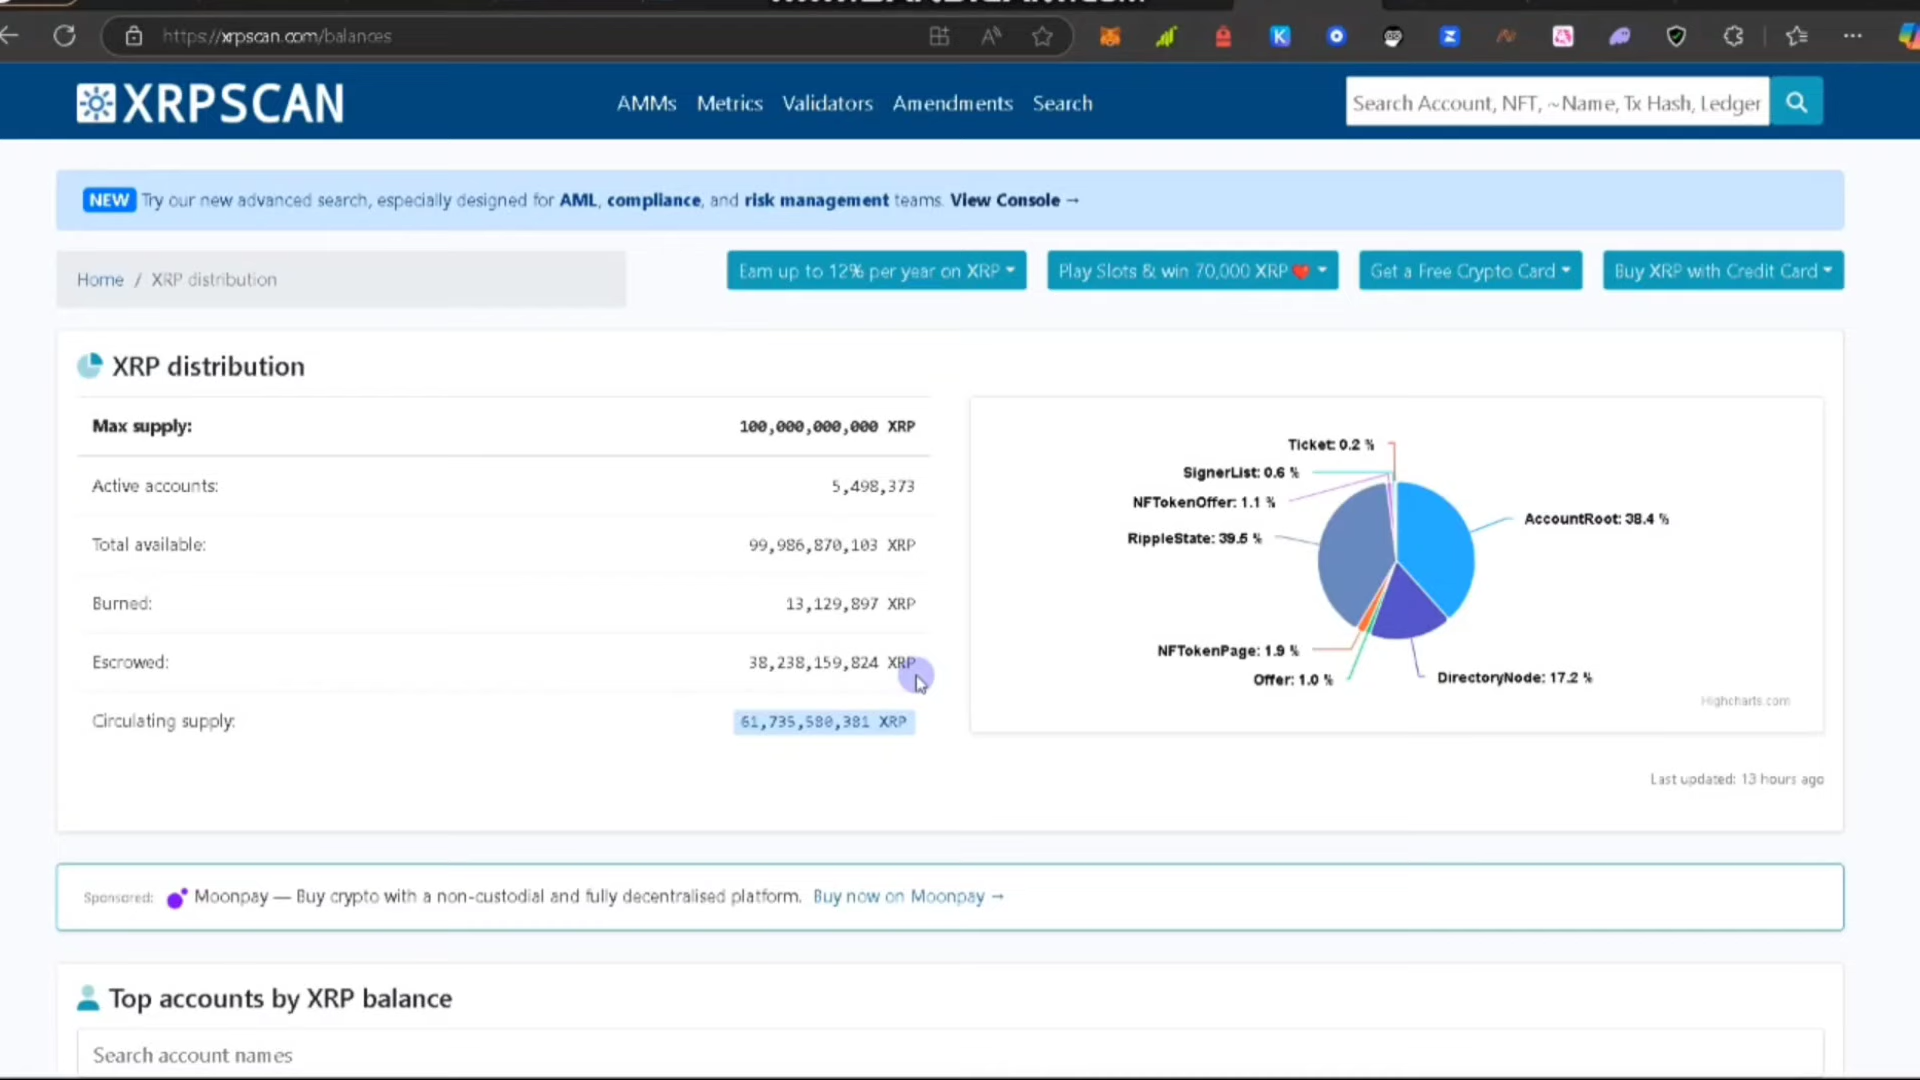 https://xrpscan.com/balances
XRPSCAN
AMMs Metrics Validators Amendments Search
Search Account, NFT, ~Name, Tx Hash, Ledger
NEW Try our new advanced search, especially designed for AML, compliance, and risk management teams. View Console →
Home / XRP distribution
Earn up to 12% per year on XRP
Play Slots & win 70,000 XRP❤️
Get a Free Crypto Card
Buy XRP with Credit Card
XRP distribution
Max supply: 100,000,000,000 XRP
Active accounts: 5,498,373
Total available: 99,986,870,103 XRP
Burned: 13,129,897 XRP
Escrowed: 38,238,159,824 XRP
Circulating supply: 61,735,580,381 XRP
Ticket: 0.2 %
SignerList: 0.6 %
NFTokenOffer: 1.1 %
RippleState: 39.5 %
AccountRoot: 38.4 %
NFTokenPage: 1.9 %
Offer: 1.0 %
DirectoryNode: 17.2 %
Highcharts.com
Last updated: 13 hours ago
Sponsored: Moonpay — Buy crypto with a non-custodial and fully decentralised platform. Buy now on Moonpay →
Top accounts by XRP balance
Search account names